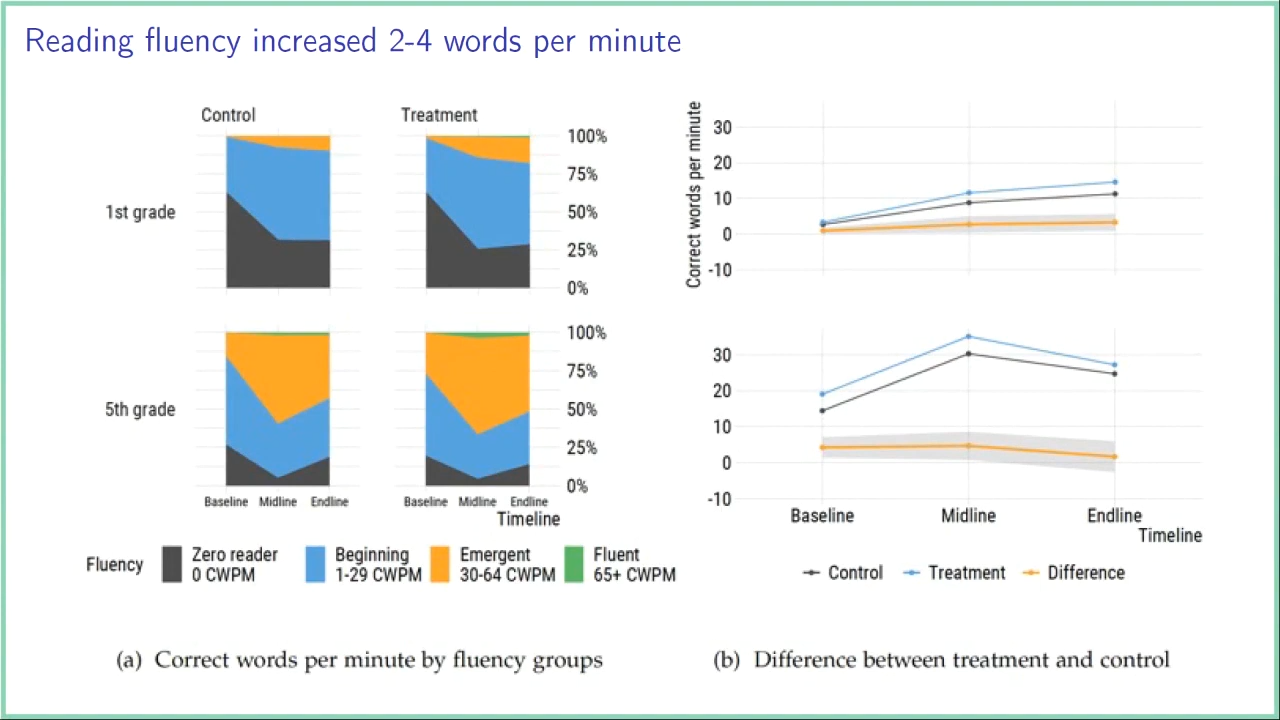 Reading fluency increased 2-4 words per minute
Control
Treatment
1st grade
100%
75%
50%
25%
0%
5th grade
100%
75%
50%
25%
0%
Baseline Midline Endline
Baseline Midline Endline
Timeline
Fluency
Zero reader
0 CWPM
Beginning
1-29 CWPM
Emergent
30-64 CWPM
Fluent
65+ CWPM
(a) Correct words per minute by fluency groups
Correct words per minute
30
20
10
0
-10
30
20
10
0
-10
Baseline Midline Endline
Timeline
Control Treatment Difference
(b) Difference between treatment and control